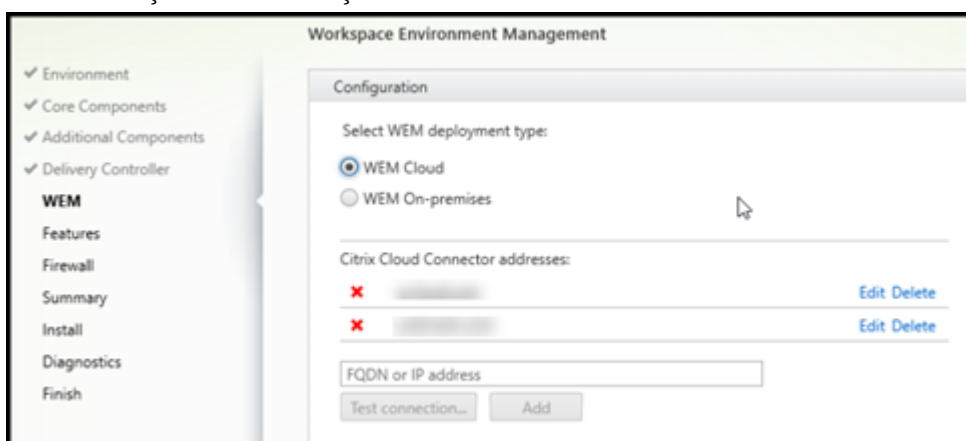 Workspace Environment Management
Environment
Core Components
Additional Components
Delivery Controller
WEM
Features
Firewall
Summary
Install
Diagnostics
Finish
Configuration
Select WEM deployment type:
WEM Cloud
WEM On-premises
Citrix Cloud Connector addresses:
Edit Delete
Edit Delete
FQDN or IP address
Test connection... Add